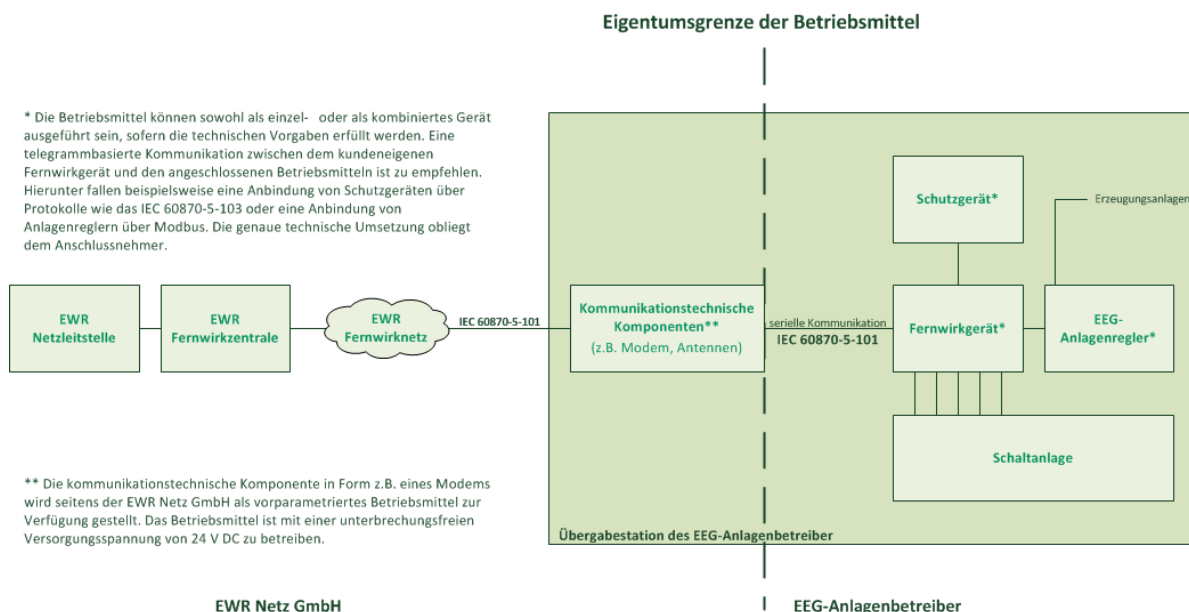 Eigentumsgrenze der Betriebsmittel
* Die Betriebsmittel können sowohl als einzel- oder als kombiniertes Gerät
ausgeführt sein, sofern die technischen Vorgaben erfüllt werden. Eine
telegrammbasierte Kommunikation zwischen dem kundeneigenen
Fernwirkgerät und den angeschlossenen Betriebsmitteln ist zu empfehlen.
Hierunter fallen beispielsweise eine Anbindung von Schutzgeräten über
Protokolle wie das IEC 60870-5-103 oder eine Anbindung von
Anlagenreglern über Modbus. Die genaue technische Umsetzung obliegt
dem Anschlussnehmer.
Schutzgerät*
Erzeugungsanlagen
EWR
Netzleitstelle
EWR
Fernwirkzentrale
EWR
Fernwirknetz
IEC 60870-5-101
Kommunikationstechnische
Komponenten**
(z.B. Modem, Antennen)
serielle Kommunikation
IEC 60870-5-101
Fernwirkgerät*
EEG-
Anlagenregler*
Schaltanlage
** Die kommunikationstechnische Komponente in Form z.B. eines Modems
wird seitens der EWR Netz GmbH als vorparametriertes Betriebsmittel zur
Verfügung gestellt. Das Betriebsmittel ist mit einer unterbrechungsfreien
Versorgungsspannung von 24 V DC zu betreiben.
Übergabestation des EEG-Anlagenbetreiber
EWR Netz GmbH
EEG-Anlagenbetreiber